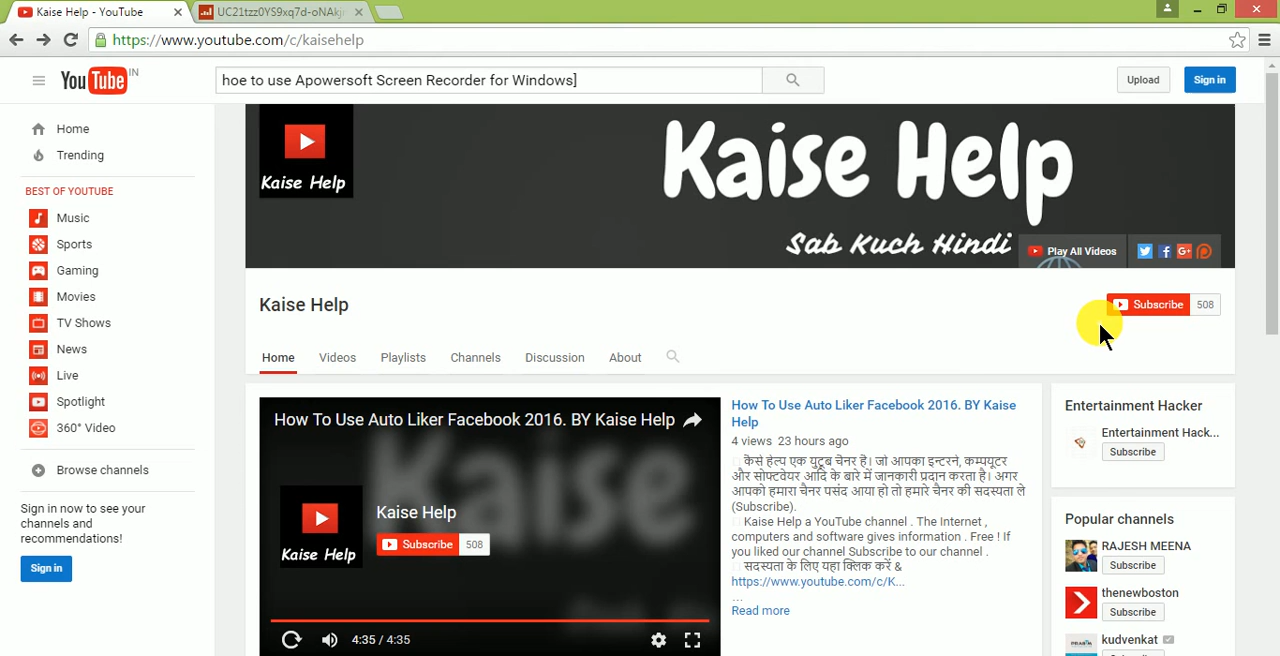 Kaise Help - YouTube
UC21tzz0YS9xq7d-oNAkj
https://www.youtube.com/c/kaisehelp
YouTube IN
hoe to use Apowersoft Screen Recorder for Windows]
Upload
Sign in
Home
Trending
BEST OF YOUTUBE
Music
Sports
Gaming
Movies
TV Shows
News
Live
Spotlight
360° Video
Browse channels
Sign in now to see your
channels and
recommendations!
Sign in
Kaise Help
Kaise Help
Sab Kuch Hindi
Play All Videos
Kaise Help
Subscribe 508
Home Videos Playlists Channels Discussion About
How To Use Auto Liker Facebook 2016. BY Kaise Help
Kaise
Kaise Help
Kaise Help
Subscribe 508
4:35 / 4:35
How To Use Auto Liker Facebook 2016. BY Kaise
Help
4 views 23 hours ago
कैसे हेल्प एक यूटूब चैनर है। जो आपका इन्टरनें, कमप्यूटर
और सोफ्टवेयर आदि के बारे में जानकारी प्रदान करता है। अगर
आपको हमारा चैनर पसंद आया हो तो हमारे चैनर की सदस्यता ले
(Subscribe).
Kaise Help a YouTube channel . The Internet ,
computers and software gives information . Free ! If
you liked our channel Subscribe to our channel .
सदस्यता के लिए यहा क्लिक करें &
https://www.youtube.com/c/K...
...
Read more
Entertainment Hacker
Entertainment Hack...
Subscribe
Popular channels
RAJESH MEENA
Subscribe
thenewboston
Subscribe
kudvenkat